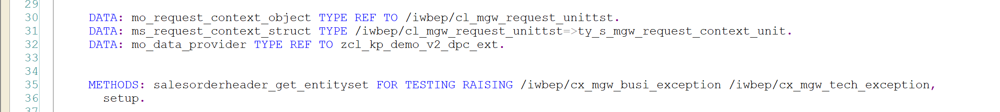 29
30 DATA: mo_request_context_object TYPE REF TO /iwbep/cl_mgw_request_unittst.
31 DATA: ms_request_context_struct TYPE /iwbep/cl_mgw_request_unittst=>ty_s_mgw_request_context_unit.
32 DATA: mo_data_provider TYPE REF TO zcl_kp_demo_v2_dpc_ext.
33
34
35 METHODS: salesorderheader_get_entityset FOR TESTING RAISING /iwbep/cx_mgw_busi_exception /iwbep/cx_mgw_tech_exception,
36 setup.
37